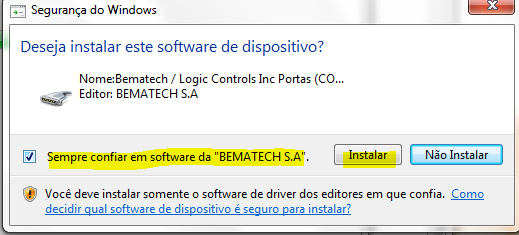 Segurança do Windows
Deseja instalar este software de dispositivo?
Nome:Bematech / Logic Controls Inc Portas (CO...
Editor: BEMATECH S.A
Sempre confiar em software da "BEMATECH S.A".
Instalar
Não Instalar
Você deve instalar somente o software de driver dos editores em que confia. Como
decidir qual software de dispositivo é seguro para instalar?